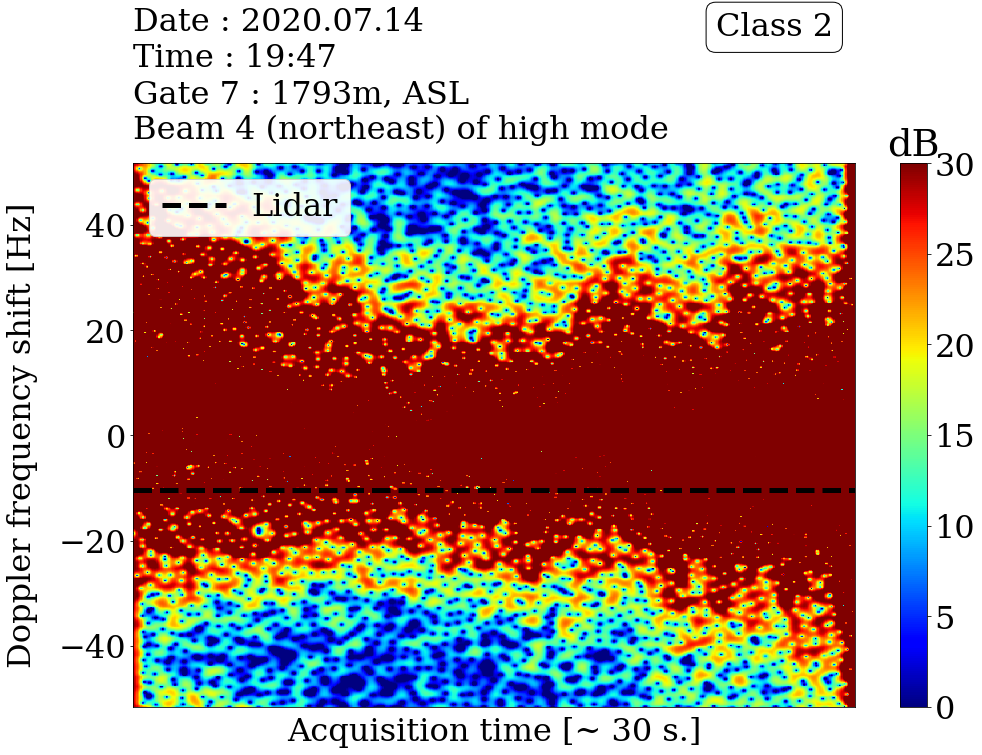 Date : 2020.07.14
Time : 19:47
Gate 7 : 1793m, ASL
Beam 4 (northeast) of high mode
Class 2
dB
Lidar
Doppler frequency shift [Hz]
40
20
0
−20
−40
30
25
20
15
10
5
0
Acquisition time [~ 30 s.]